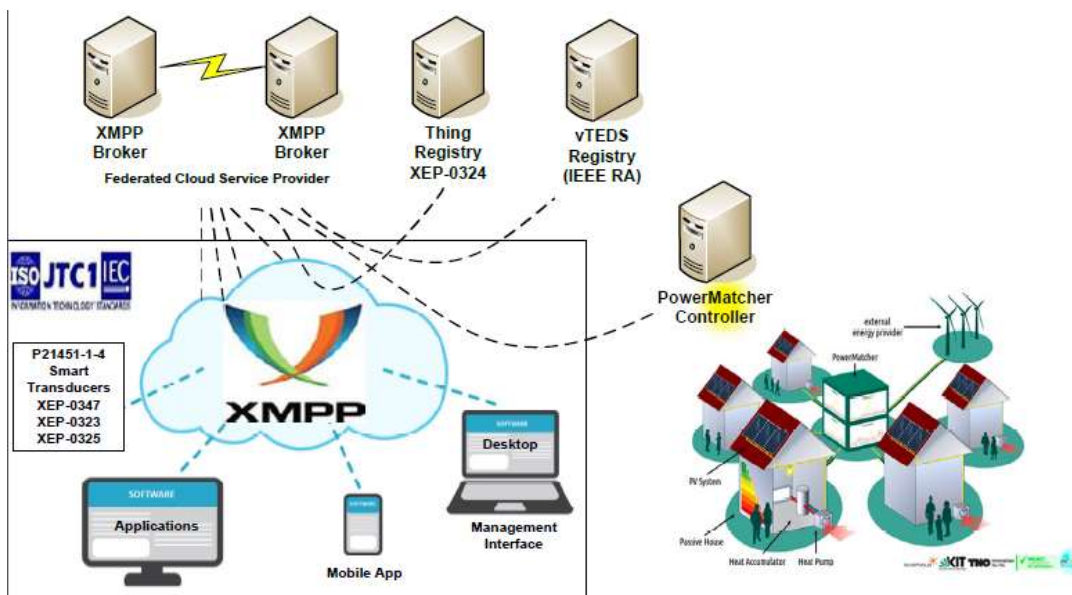 XMPP
Broker
XMPP
Broker
Federated Cloud Service Provider
Thing
Registry
XEP-0324
vTEDS
Registry
(IEEE RA)
PowerMatcher
Controller
ISO JTC1 IEC
INFORMATION TECHNOLOGY STANDARDS
P21451-1-4
Smart
Transducers
XEP-0347
XEP-0323
XEP-0325
XMPP
SOFTWARE
Applications
SOFTWARE
Mobile App
SOFTWARE
Desktop
Management
Interface
external
energy provider
PowerMatcher
PV System
Passive House
Heat Accumulator
Heat Pump
KIT TNO